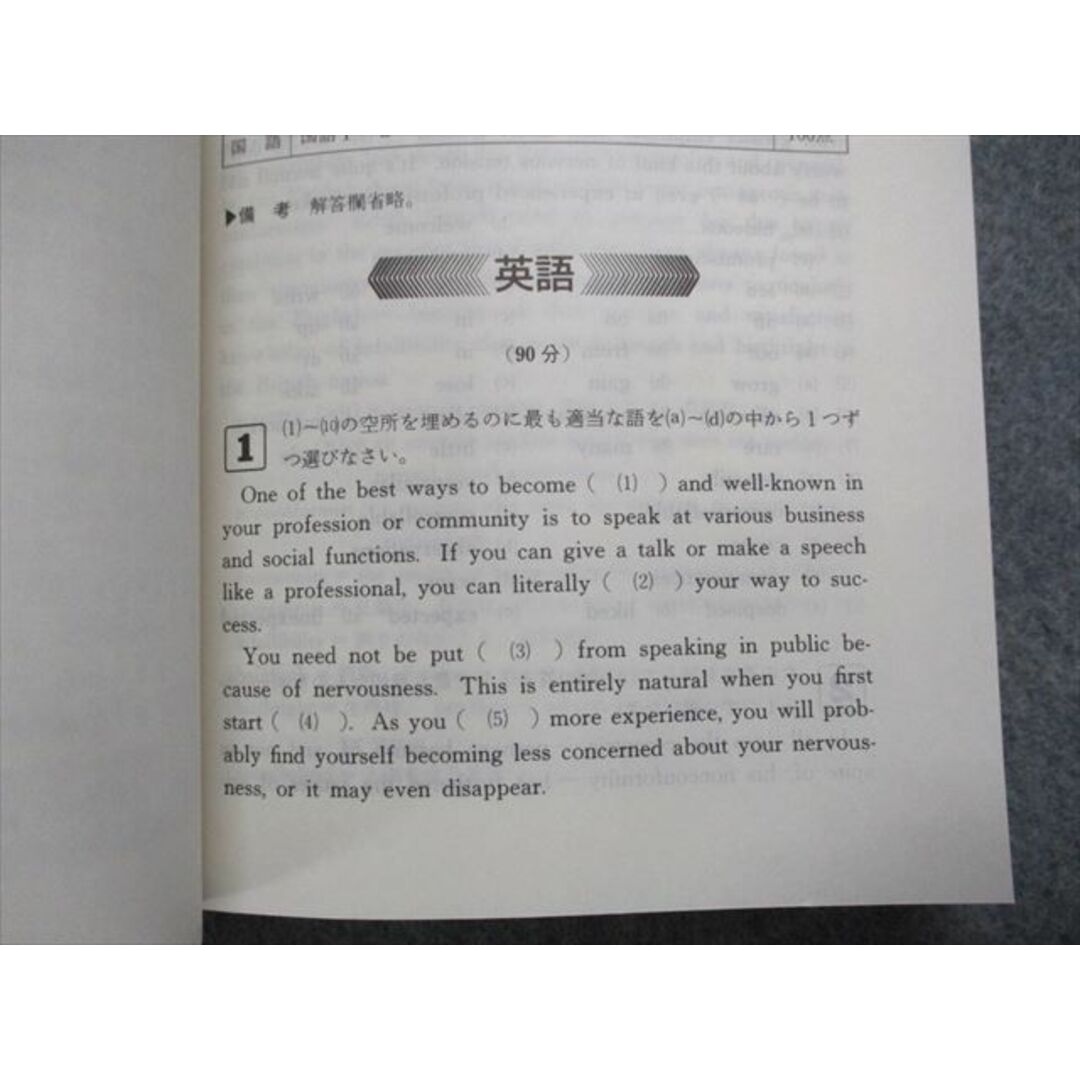 国 語
▶備 考 解答欄省略。
英語
(90分)
1 (1)~(10)の空所を埋めるのに最も適当な語を(a)~(d)の中から1つず
つ選びなさい。
One of the best ways to become ( (1) ) and well-known in
your profession or community is to speak at various business
and social functions. If you can give a talk or make a speech
like a professional, you can literally ( (2) ) your way to suc-
cess.
You need not be put ( (3) ) from speaking in public be-
cause of nervousness. This is entirely natural when you first
start ( (4) ). As you ( (5) ) more experience, you will prob-
ably find yourself becoming less concerned about your nervous-
ness, or it may even disappear.